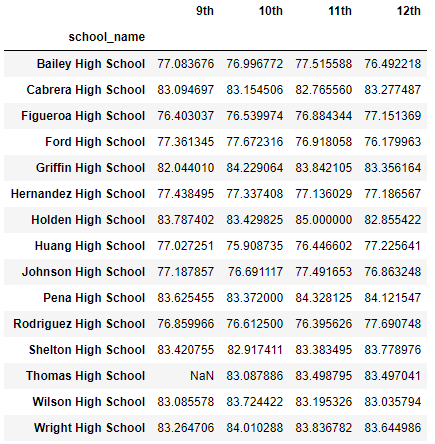 9th 10th 11th 12th
school_name
Bailey High School 77.083676 76.996772 77.515588 76.492218
Cabrera High School 83.094697 83.154506 82.765560 83.277487
Figueroa High School 76.403037 76.539974 76.884344 77.151369
Ford High School 77.361345 77.672316 76.918058 76.179963
Griffin High School 82.044010 84.229064 83.842105 83.356164
Hernandez High School 77.438495 77.337408 77.136029 77.186567
Holden High School 83.787402 83.429825 85.000000 82.855422
Huang High School 77.027251 75.908735 76.446602 77.225641
Johnson High School 77.187857 76.691117 77.491653 76.863248
Pena High School 83.625455 83.372000 84.328125 84.121547
Rodriguez High School 76.859966 76.612500 76.395626 77.690748
Shelton High School 83.420755 82.917411 83.383495 83.778976
Thomas High School NaN 83.087886 83.498795 83.497041
Wilson High School 83.085578 83.724422 83.195326 83.035794
Wright High School 83.264706 84.010288 83.836782 83.644986